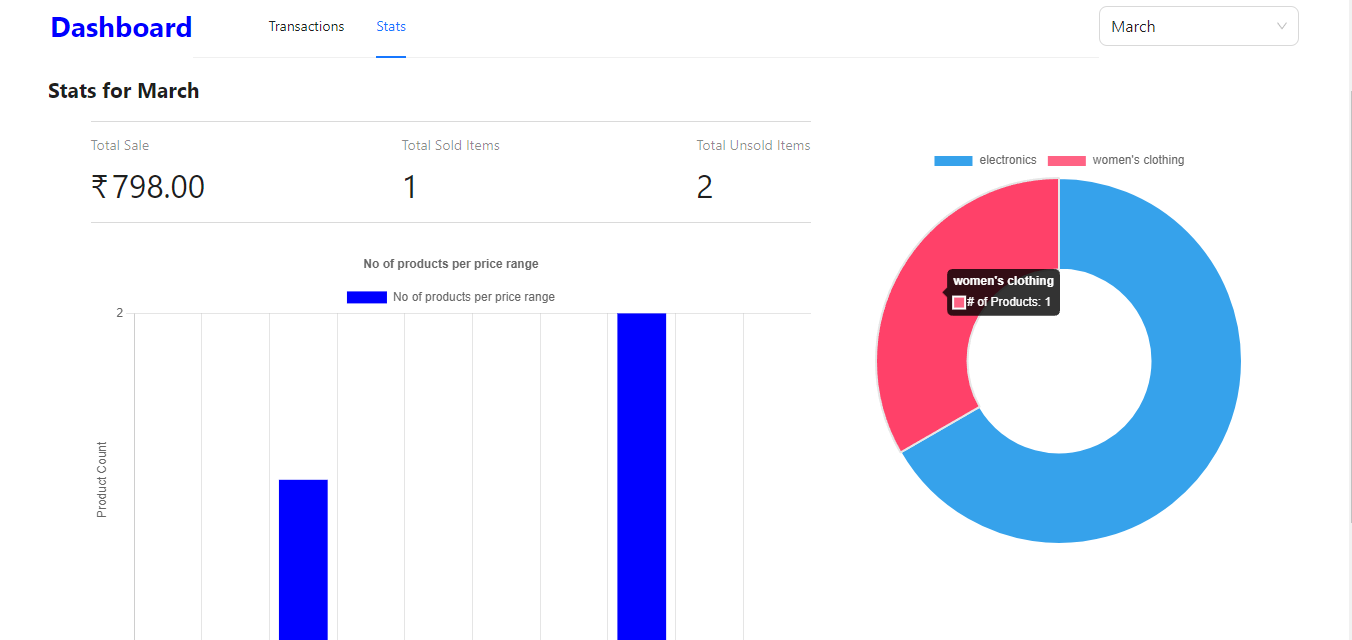 Dashboard
Transactions
Stats
March
Stats for March
Total Sale
Total Sold Items
Total Unsold Items
₹798.00
1
2
electronics
women's clothing
women's clothing
# of Products: 1
No of products per price range
No of products per price range
2
Product Count